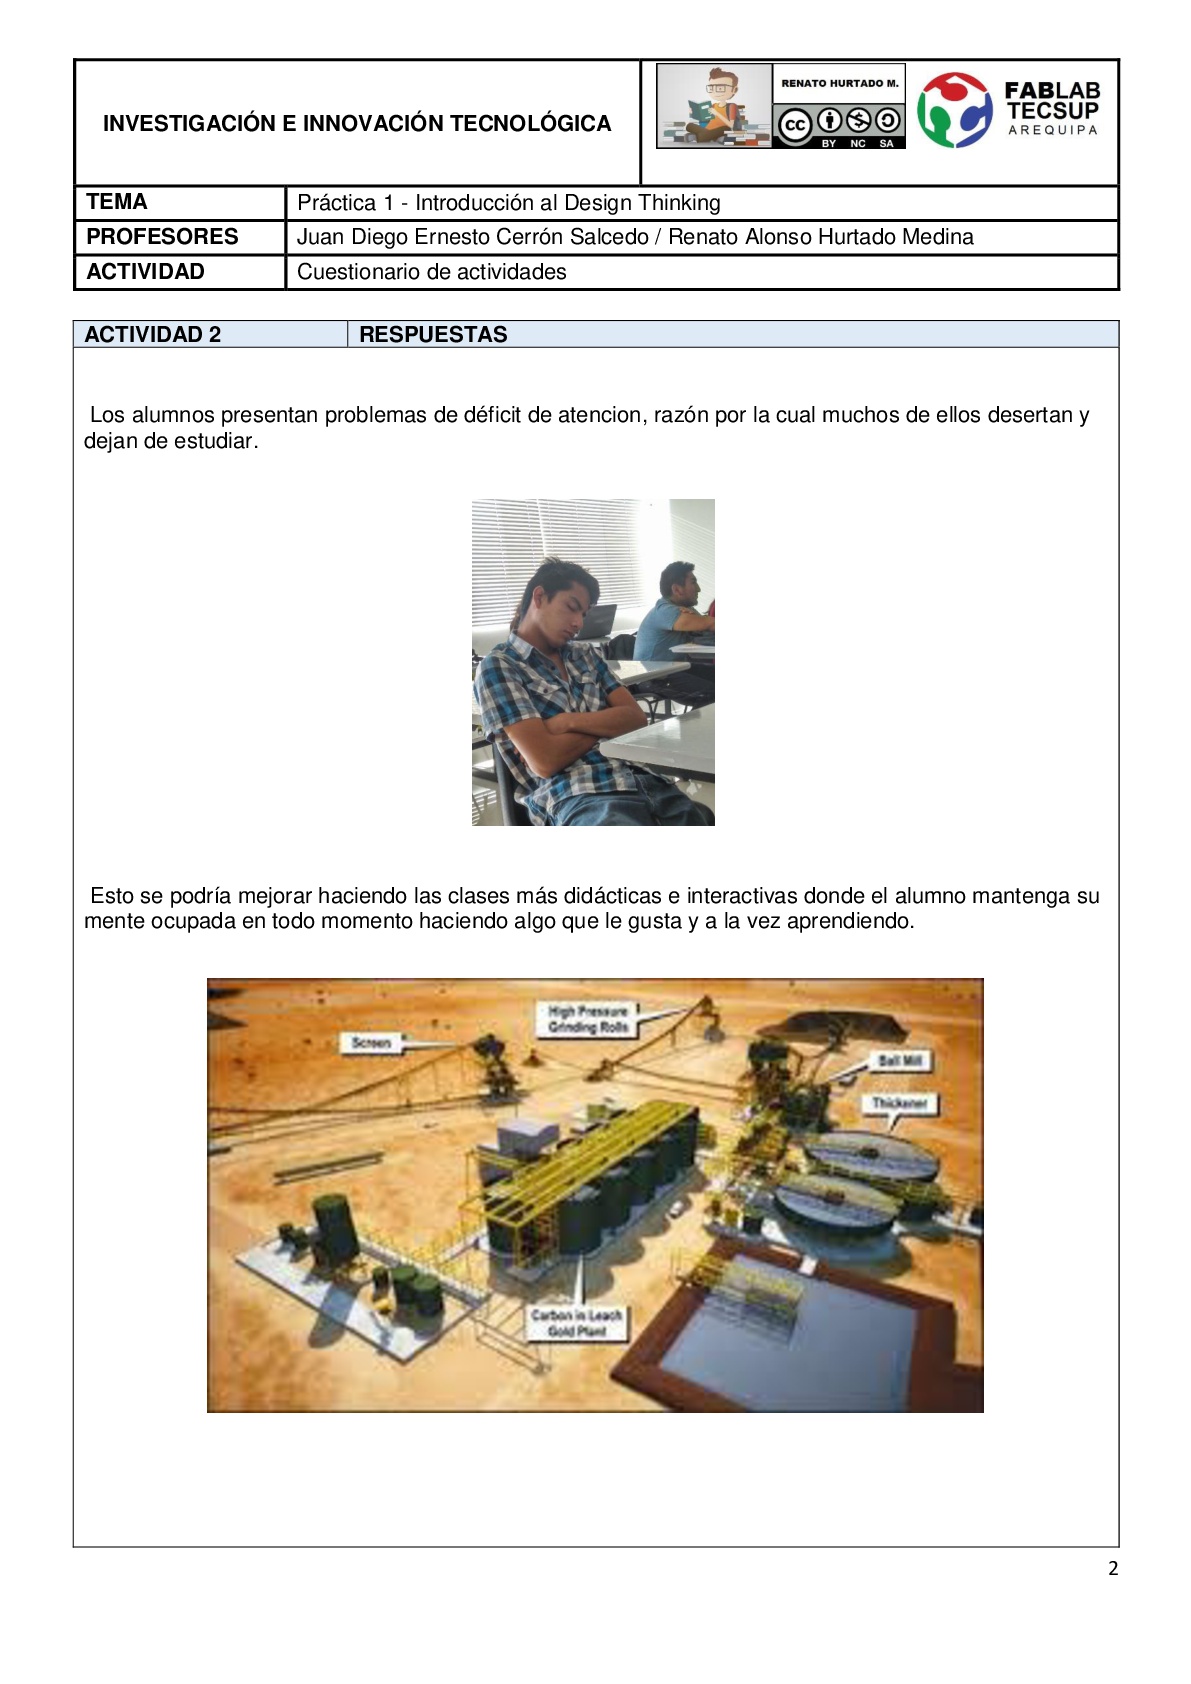 INVESTIGACIÓN E INNOVACIÓN TECNOLÓGICA
RENATO HURTADO M.
CC
BY NC SA
FABLAB
TECSUP
AREQUIPA
TEMA Práctica 1 - Introducción al Design Thinking
PROFESORES Juan Diego Ernesto Cerrón Salcedo / Renato Alonso Hurtado Medina
ACTIVIDAD Cuestionario de actividades
ACTIVIDAD 2 RESPUESTAS
Los alumnos presentan problemas de déficit de atencion, razón por la cual muchos de ellos desertan y
dejan de estudiar.
Esto se podría mejorar haciendo las clases más didácticas e interactivas donde el alumno mantenga su
mente ocupada en todo momento haciendo algo que le gusta y a la vez aprendiendo.
High Pressure
Grinding Rolls
Screen
Ball Mill
Thickener
Carbon in Leach
Gold Plant
2